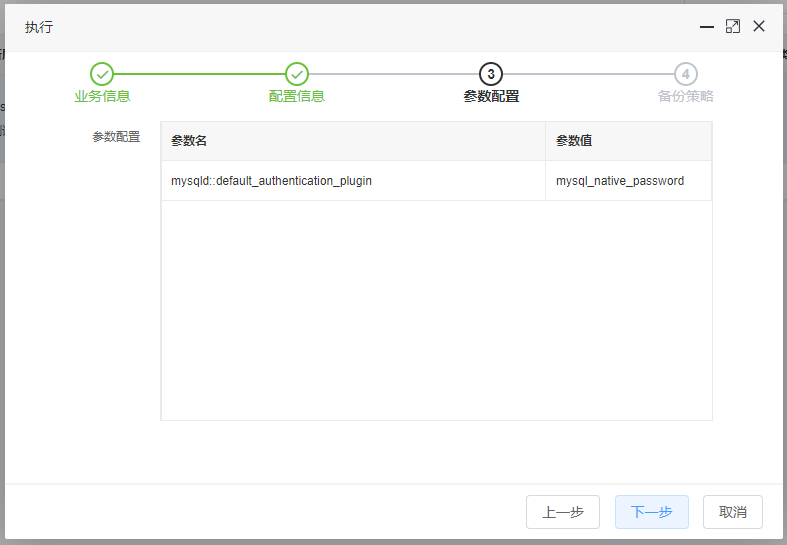 执行
3
4
业务信息
配置信息
参数配置
备份策略
参数配置
参数名
参数值
mysqld::default_authentication_plugin
mysql_native_password
上一步
下一步
取消